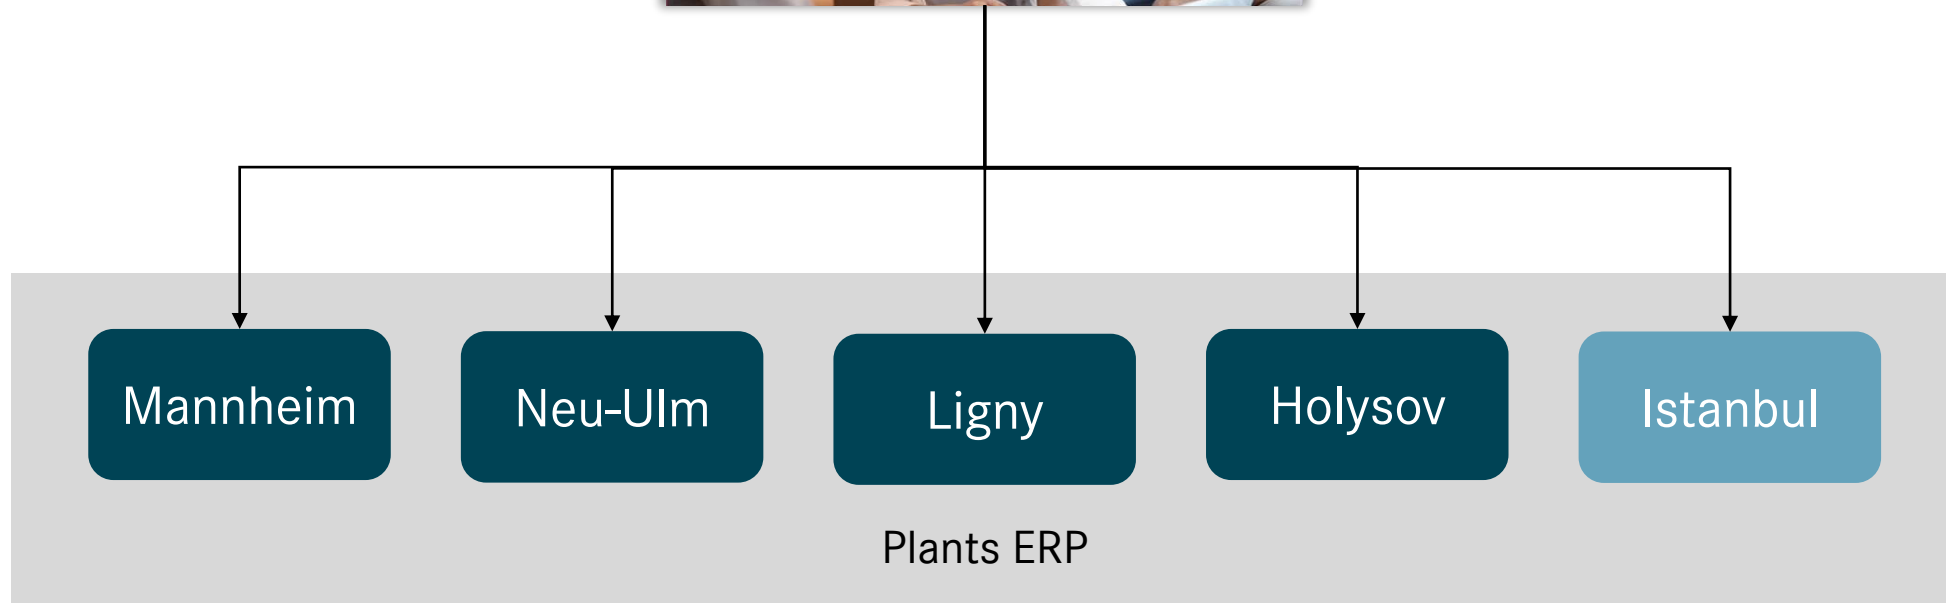 Mannheim
Neu-Ulm
Ligny
Holysov
Istanbul
Plants ERP